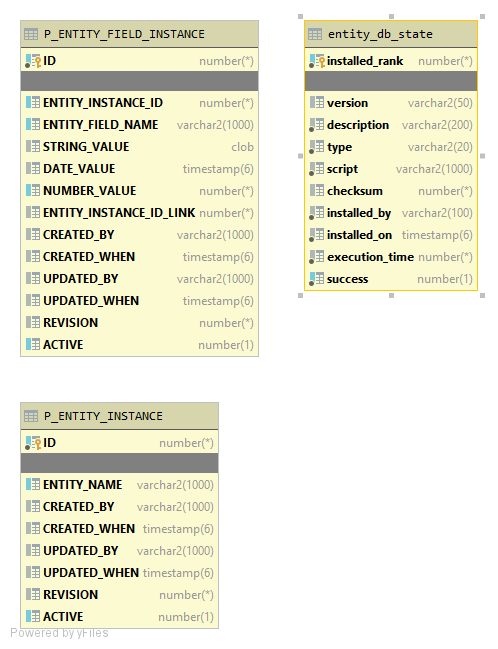 P_ENTITY_FIELD_INSTANCE
ID number(*)
ENTITY_INSTANCE_ID number(*)
ENTITY_FIELD_NAME varchar2(1000)
STRING_VALUE clob
DATE_VALUE timestamp(6)
NUMBER_VALUE number(*)
ENTITY_INSTANCE_ID_LINK number(*)
CREATED_BY varchar2(1000)
CREATED_WHEN timestamp(6)
UPDATED_BY varchar2(1000)
UPDATED_WHEN timestamp(6)
REVISION number(*)
ACTIVE number(1)
entity_db_state
installed_rank number(*)
version varchar2(50)
description varchar2(200)
type varchar2(20)
script varchar2(1000)
checksum number(*)
installed_by varchar2(100)
installed_on timestamp(6)
execution_time number(*)
success number(1)
P_ENTITY_INSTANCE
ID number(*)
ENTITY_NAME varchar2(1000)
CREATED_BY varchar2(1000)
CREATED_WHEN timestamp(6)
UPDATED_BY varchar2(1000)
UPDATED_WHEN timestamp(6)
REVISION number(*)
ACTIVE number(1)
Powered by yFiles